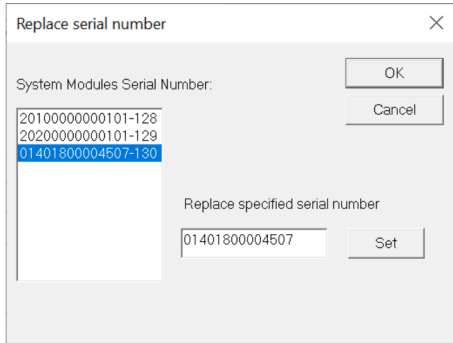 Replace serial number
OK
System Modules Serial Number:
Cancel
20100000000101-128
20200000000101-129
01401800004507-130
Replace specified serial number
01401800004507
Set